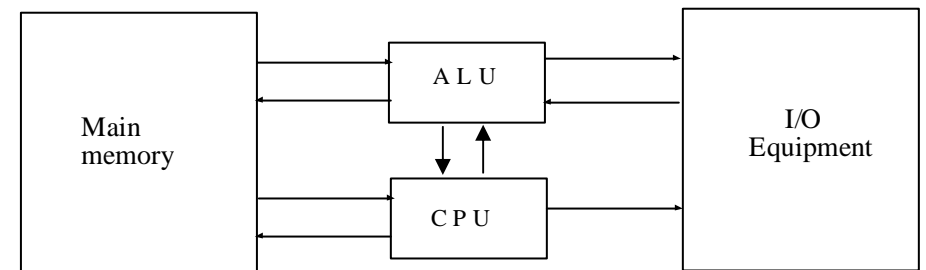 Main
memory
A L U
C P U
I/O
Equipment